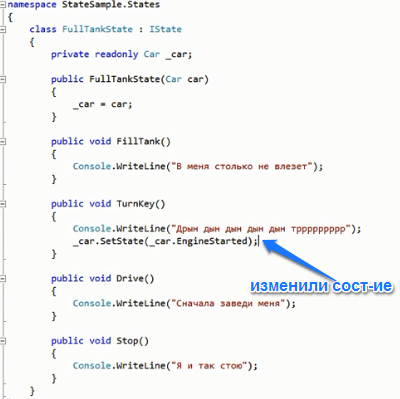 namespace StateSample.States
{
class FullTankState : IState
{
private readonly Car _car;
public FullTankState(Car car)
{
_car = car;
}
public void FillTank()
{
Console.WriteLine("В меня столько не влезет");
}
public void TurnKey()
{
Console.WriteLine("Дрын дын дын дын дын тррррррррр");
_car.SetState(_car.EngineStarted);
}
изменили сост-ие
public void Drive()
{
Console.WriteLine("Сначала заведи меня");
}
public void Stop()
{
Console.WriteLine("Я и так стою");
}
}